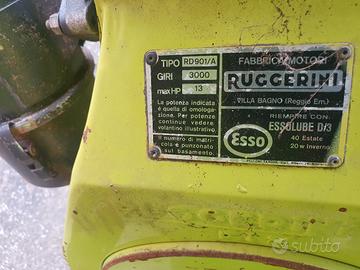 TIPO RD901/A
GIRI 3000
max HP 13
La potenza indicata
è quella di omologa-
zione. Per potenze
continue vedere
volantino illustrativo.
Il numero di matri-
cola è punzonato
sul basamento.
FABBRICA MOTORI
RUGGERINI
VILLA BAGNO (Reggio Em.)
RIEMPIRE CON:
ESSOLUBE D/3
40 Estate
20 w Inverno
ESSO
subito